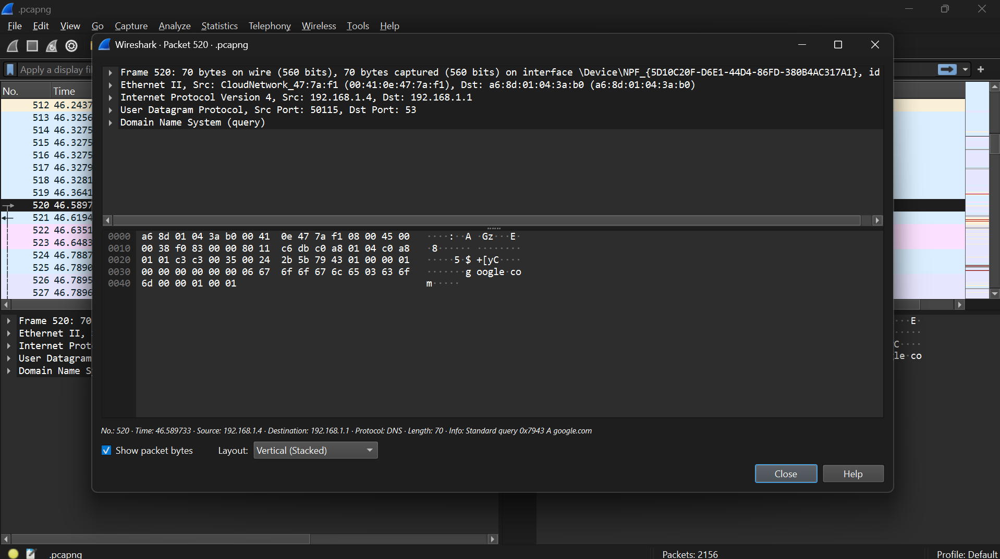 .pcapng
File Edit View Go Capture Analyze Statistics Telephony Wireless Tools Help
Wireshark · Packet 520 · .pcapng
Apply a display fil
Frame 520: 70 bytes on wire (560 bits), 70 bytes captured (560 bits) on interface \Device\NPF_{5D10C20F-D6E1-44D4-86FD-380B4AC317A1}, id
Ethernet II, Src: CloudNetwork_47:7a:f1 (00:41:0e:47:7a:f1), Dst: a6:8d:01:04:3a:b0 (a6:8d:01:04:3a:b0)
Internet Protocol Version 4, Src: 192.168.1.4, Dst: 192.168.1.1
User Datagram Protocol, Src Port: 50115, Dst Port: 53
Domain Name System (query)
No. Time
512 46.2437
513 46.3256
514 46.3275
515 46.3275
516 46.3275
517 46.3279
518 46.3281
519 46.3641
520 46.5897
521 46.6194
522 46.6351
523 46.6483
524 46.7887
525 46.7890
526 46.7895
527 46.7896
0000 a6 8d 01 04 3a b0 00 41 0e 47 7a f1 08 00 45 00 ····:··A ·Gz···E·
0010 00 38 f0 83 00 00 80 11 c6 db c0 a8 01 04 c0 a8 ·8······ ········
0020 01 01 c3 c3 00 35 00 24 2b 5b 79 43 01 00 00 01 ·····5·$ +[yC····
0030 00 00 00 00 00 00 06 67 6f 6f 67 6c 65 03 63 6f ·······g oogle·co
0040 6d 00 00 01 00 01 m·····
Frame 520: 70
Ethernet II,
Internet Prot
User Datagram
Domain Name S
···E·
·····
C····
le·co
No.: 520 · Time: 46.589733 · Source: 192.168.1.4 · Destination: 192.168.1.1 · Protocol: DNS · Length: 70 · Info: Standard query 0x7943 A google.com
Show packet bytes Layout: Vertical (Stacked)
Close Help
.pcapng Packets: 2156 Profile: Default